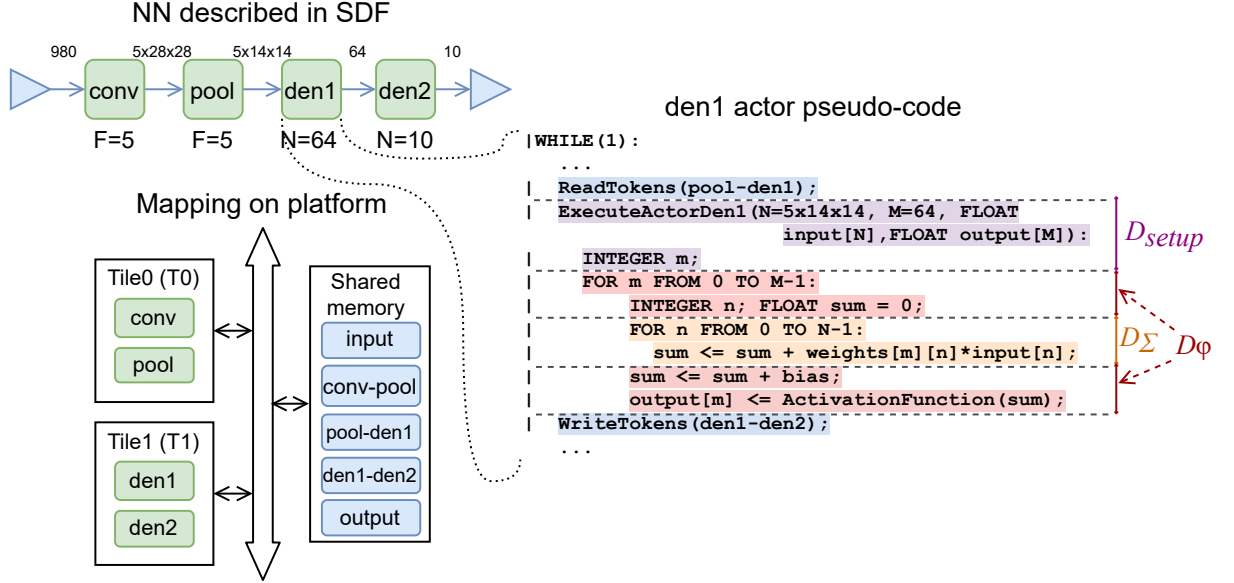 NN described in SDF
980 5x28x28 5x14x14 64 10
conv pool den1 den2
F=5 F=5 N=64 N=10
Mapping on platform
Tile0 (T0)
conv
pool
Tile1 (T1)
den1
den2
Shared
memory
input
conv-pool
pool-den1
den1-den2
output
den1 actor pseudo-code
WHILE(1):
...
ReadTokens(pool-den1);
ExecuteActorDen1(N=5x14x14, M=64, FLOAT
input[N],FLOAT output[M]):
INTEGER m;
FOR m FROM 0 TO M-1:
INTEGER n; FLOAT sum = 0;
FOR n FROM 0 TO N-1:
sum <= sum + weights[m][n]*input[n];
sum <= sum + bias;
output[m] <= ActivationFunction(sum);
WriteTokens(den1-den2);
...
Dsetup
DΣ
Dφ